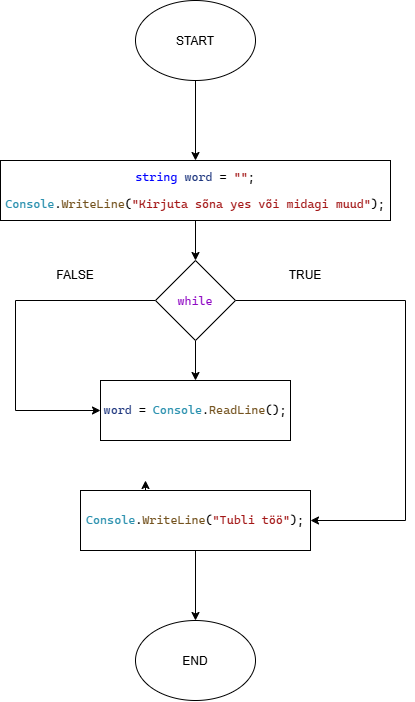 START
string word = "";
Console.WriteLine("Kirjuta sõna yes või midagi muud");
FALSE
TRUE
while
word = Console.ReadLine();
Console.WriteLine("Tubli töö");
END